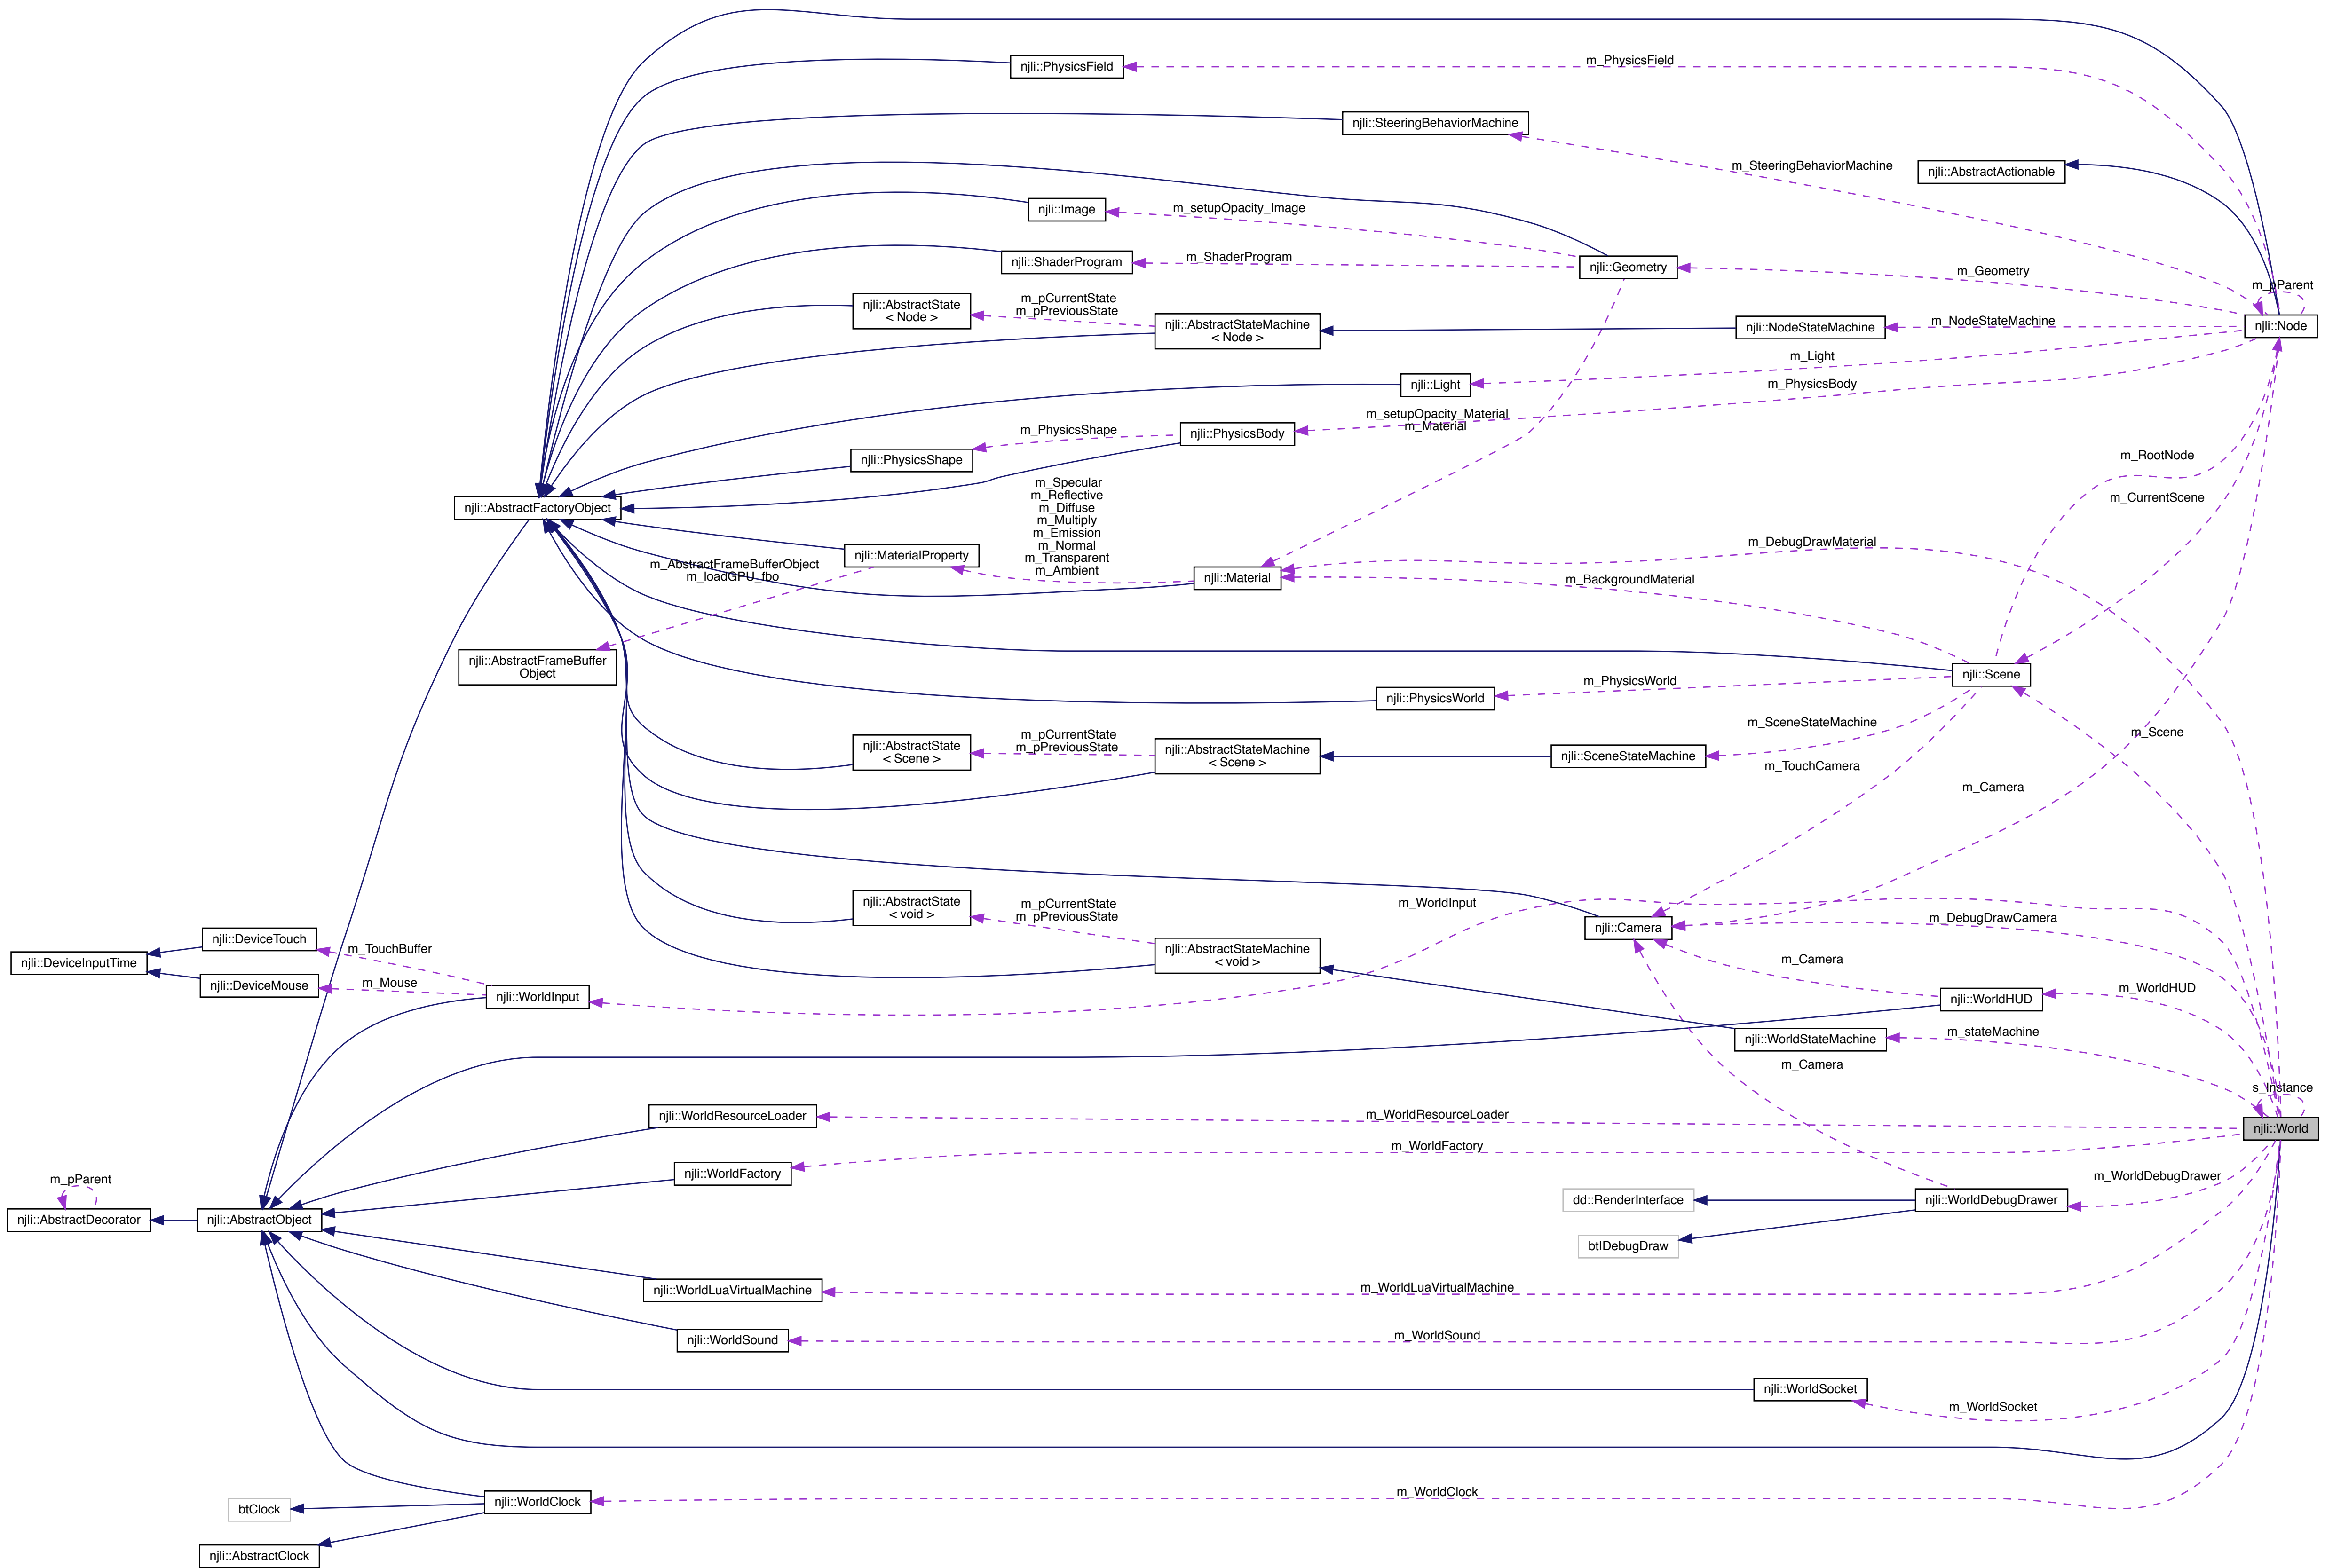 njli::PhysicsField
m_PhysicsField
njli::SteeringBehaviorMachine
m_SteeringBehaviorMachine
njli::AbstractActionable
njli::Image
m_setupOpacity_Image
njli::ShaderProgram
m_ShaderProgram
njli::Geometry
m_Geometry
m_pParent
njli::AbstractState
< Node >
m_pCurrentState
m_pPreviousState
njli::AbstractStateMachine
< Node >
njli::NodeStateMachine
m_NodeStateMachine
njli::Node
m_Light
njli::Light
m_PhysicsBody
m_setupOpacity_Material
m_Material
njli::PhysicsBody
m_PhysicsShape
njli::PhysicsShape
m_RootNode
m_CurrentScene
njli::AbstractFactoryObject
m_Specular
m_Reflective
m_Diffuse
m_Multiply
m_Emission
m_Normal
m_Transparent
m_Ambient
njli::MaterialProperty
m_AbstractFrameBufferObject
m_loadGPU_fbo
njli::Material
m_DebugDrawMaterial
m_BackgroundMaterial
njli::AbstractFrameBuffer
Object
njli::Scene
m_PhysicsWorld
njli::PhysicsWorld
m_SceneStateMachine
m_Scene
njli::AbstractState
< Scene >
m_pCurrentState
m_pPreviousState
njli::AbstractStateMachine
< Scene >
njli::SceneStateMachine
m_TouchCamera
m_Camera
njli::AbstractState
< void >
m_pCurrentState
m_pPreviousState
m_WorldInput
njli::Camera
m_DebugDrawCamera
njli::DeviceTouch
m_TouchBuffer
njli::DeviceInputTime
njli::AbstractStateMachine
< void >
m_Camera
njli::DeviceMouse
m_Mouse
njli::WorldInput
njli::WorldHUD
m_WorldHUD
njli::WorldStateMachine
m_stateMachine
m_Camera
s_Instance
njli::WorldResourceLoader
m_WorldResourceLoader
njli::World
m_WorldFactory
njli::WorldFactory
m_WorldDebugDrawer
m_pParent
dd::RenderInterface
njli::WorldDebugDrawer
njli::AbstractDecorator
njli::AbstractObject
btIDebugDraw
njli::WorldLuaVirtualMachine
m_WorldLuaVirtualMachine
njli::WorldSound
m_WorldSound
njli::WorldSocket
m_WorldSocket
btClock
njli::WorldClock
m_WorldClock
njli::AbstractClock